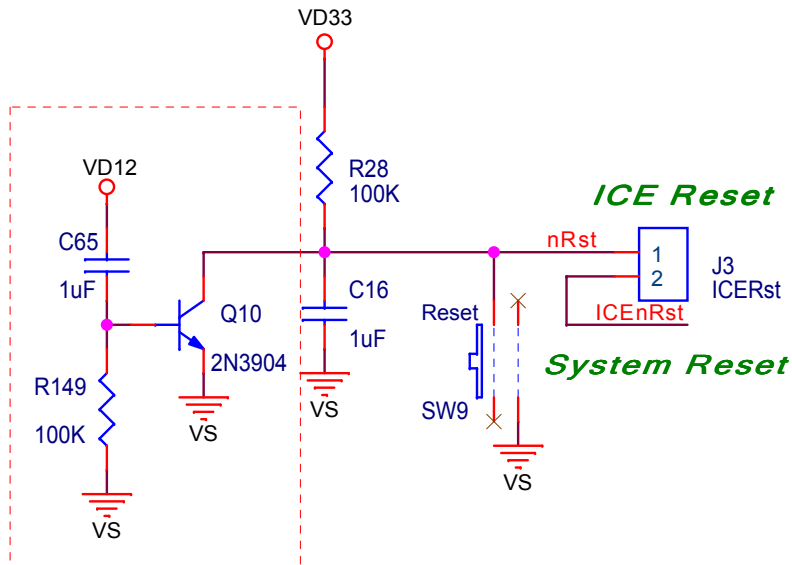 VD33
VD12
R28
100K
ICE Reset
C65
1uF
nRst
1
2
J3
ICERst
C16
1uF
Q10
2N3904
Reset
ICEnRst
System Reset
R149
100K
SW9
VS
VS
VS
VS